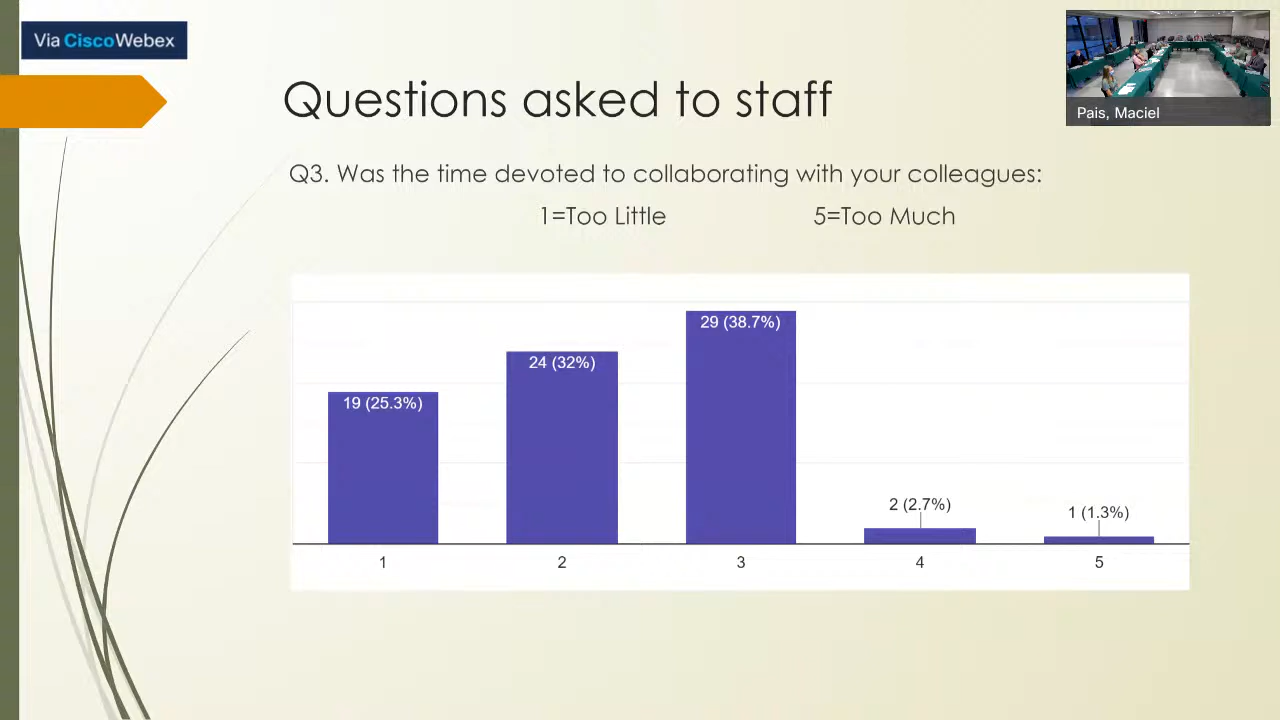 Via CiscoWebex
Pais, Maciel
Questions asked to staff
Q3. Was the time devoted to collaborating with your colleagues:
1=Too Little 5=Too Much
29 (38.7%)
24 (32%)
19 (25.3%)
2 (2.7%)
1 (1.3%)
1 2 3 4 5